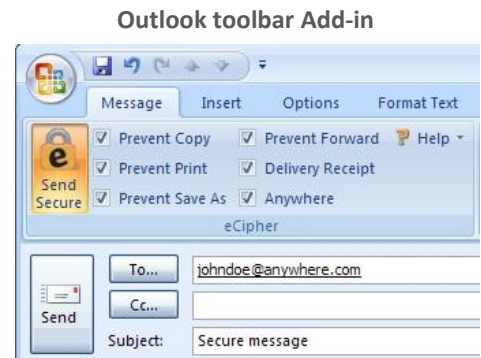 Outlook toolbar Add-in
Message Insert Options Format Text
Prevent Copy Prevent Forward Help
Prevent Print Delivery Receipt
Prevent Save As Anywhere
e
Send
Secure
eCipher
To... johndoe@anywhere.com
Cc...
Send
Subject: Secure message